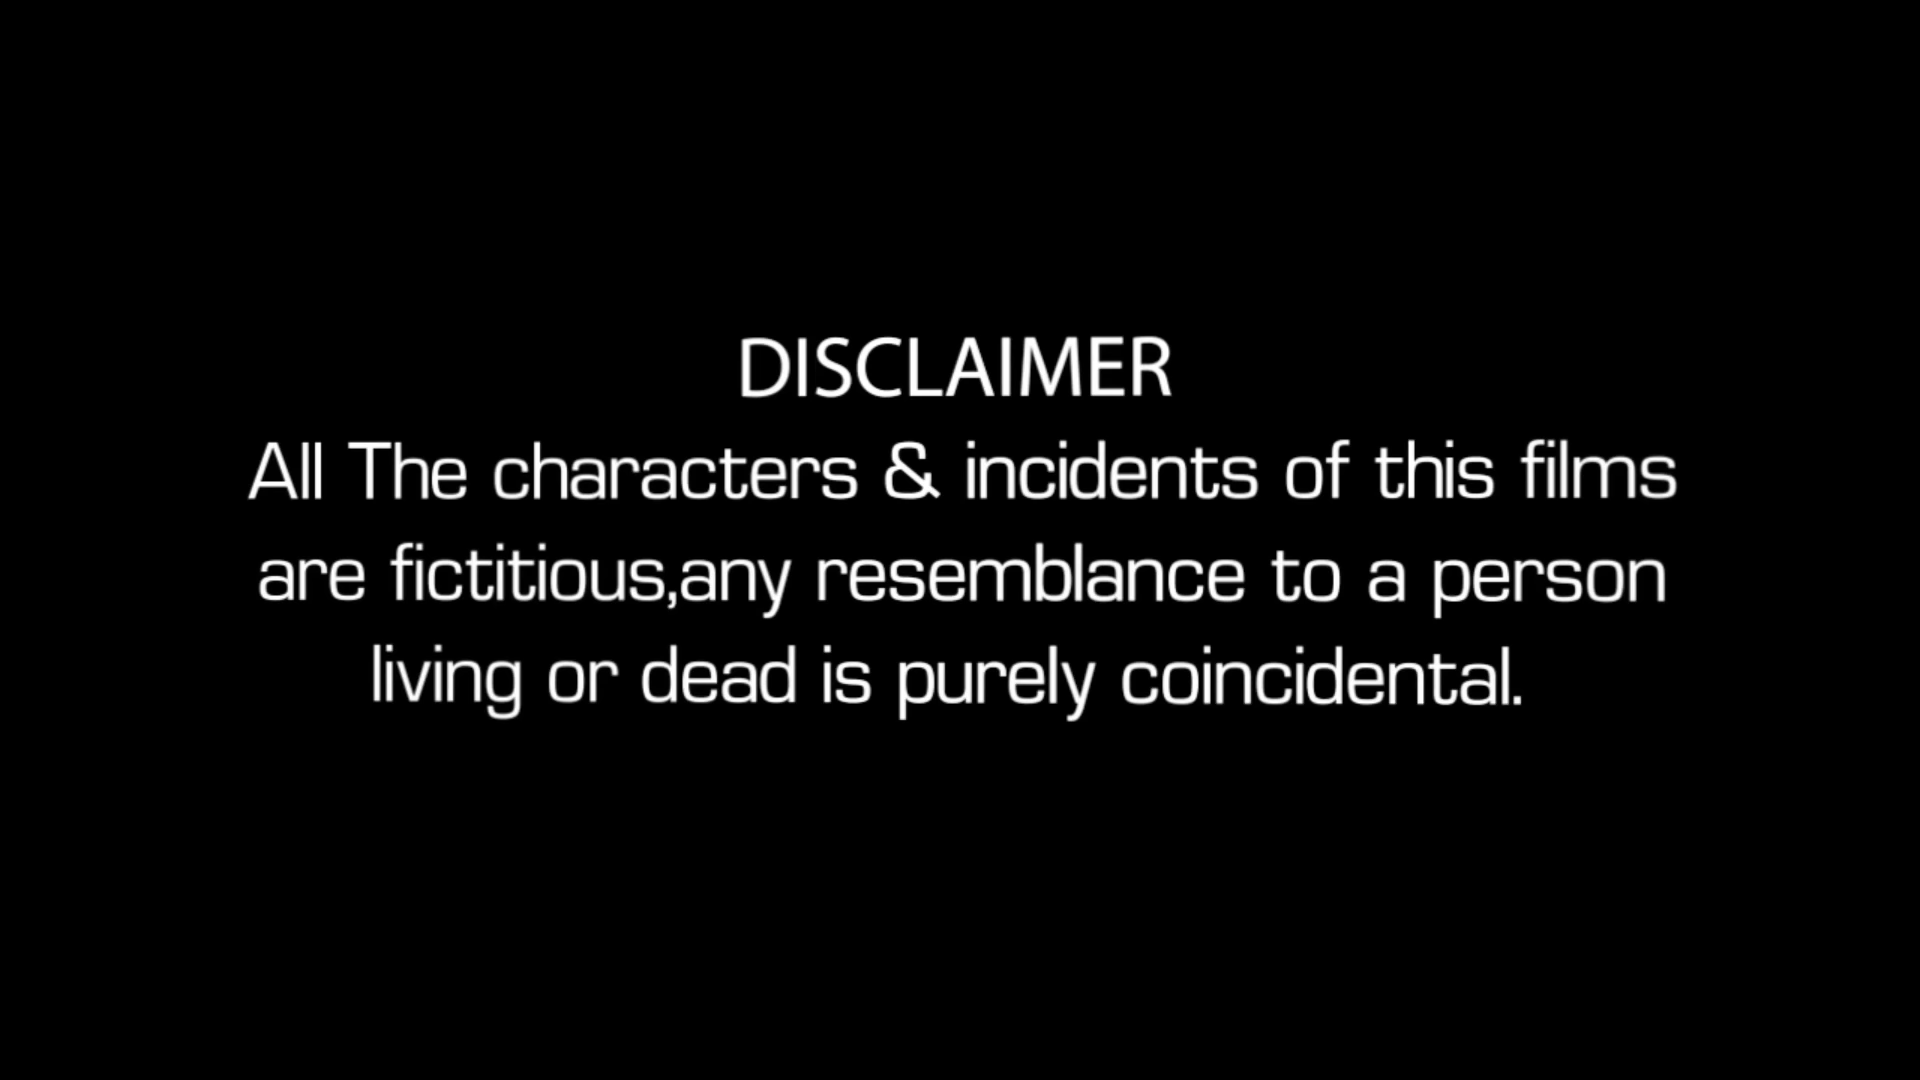 DISCLAIMER
All The characters & incidents of this films
are fictitious,any resemblance to a person
living or dead is purely coincidental.